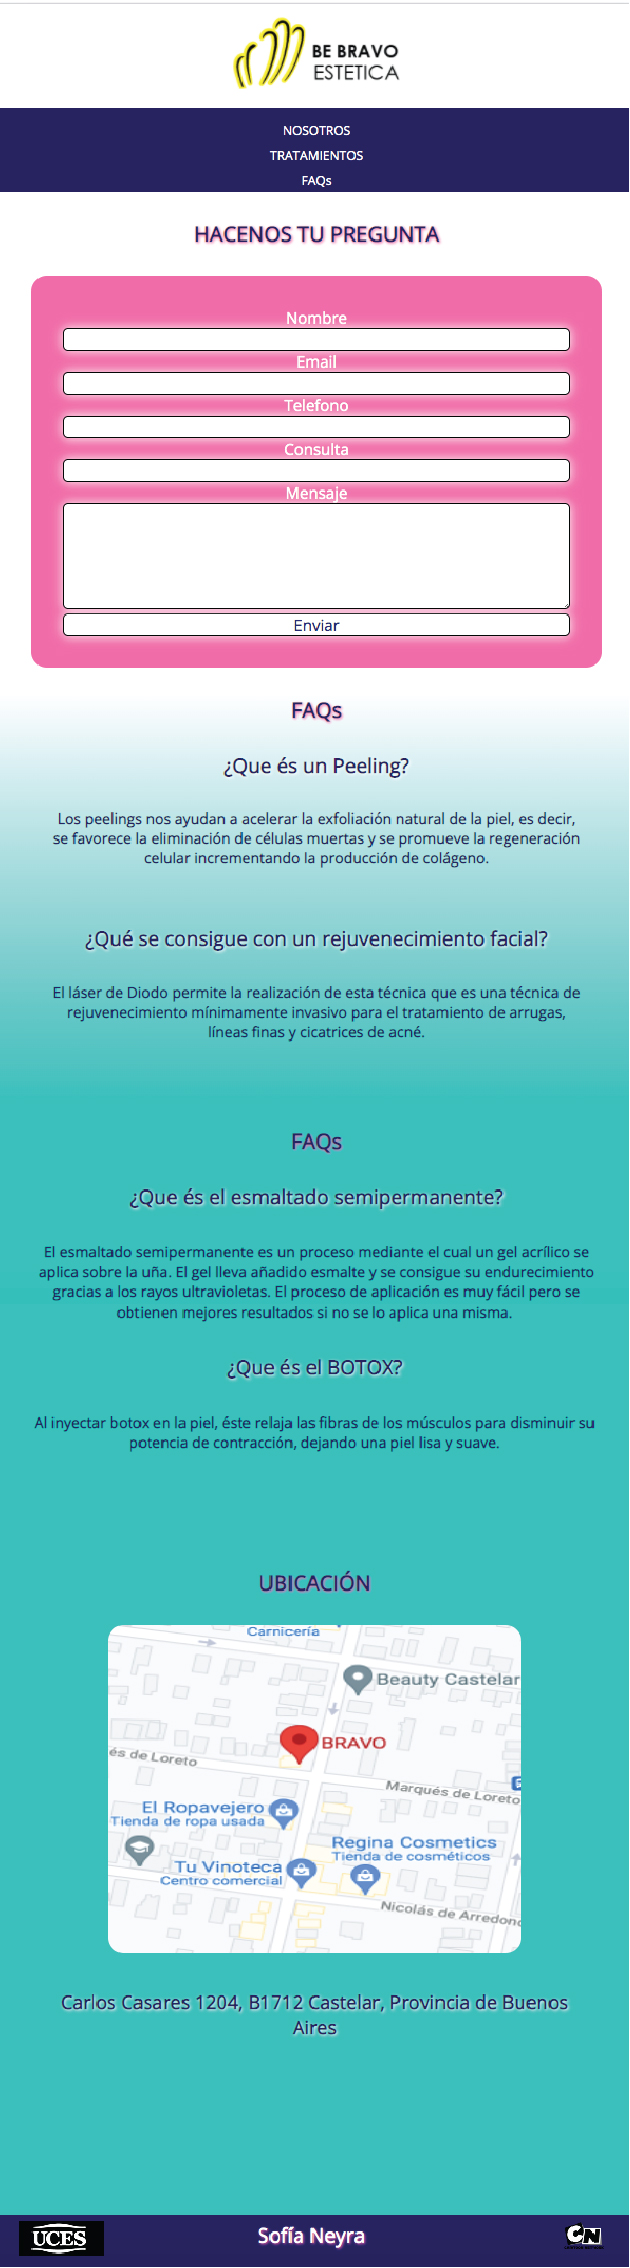 BE BRAVO
ESTETICA
NOSOTROS
TRATAMIENTOS
FAQs
HACENOS TU PREGUNTA
Nombre
Email
Telefono
Consulta
Mensaje
Enviar
FAQs
¿Que és un Peeling?
Los peelings nos ayudan a acelerar la exfoliación natural de la piel, es decir,
se favorece la eliminación de células muertas y se promueve la regeneración
celular incrementando la producción de colágeno.
¿Qué se consigue con un rejuvenecimiento facial?
El láser de Diodo permite la realización de esta técnica que es una técnica de
rejuvenecimiento mínimamente invasivo para el tratamiento de arrugas,
líneas finas y cicatrices de acné.
FAQs
¿Que és el esmaltado semipermanente?
El esmaltado semipermanente es un proceso mediante el cual un gel acrílico se
aplica sobre la uña. El gel lleva añadido esmalte y se consigue su endurecimiento
gracias a los rayos ultravioletas. El proceso de aplicación es muy fácil pero se
obtienen mejores resultados si no se lo aplica una misma.
¿Que és el BOTOX?
Al inyectar botox en la piel, éste relaja las fibras de los músculos para disminuir su
potencia de contracción, dejando una piel lisa y suave.
UBICACIÓN
Carnicería
Beauty Castelar
BRAVO
és de Loreto
Marqués de Loreto
El Ropavejero
Tienda de ropa usada
Regina Cosmetics
Tienda de cosméticos
Tu Vinoteca
Centro comercial
Nicolás de Arredond
Carlos Casares 1204, B1712 Castelar, Provincia de Buenos
Aires
UCES
Sofía Neyra
CN